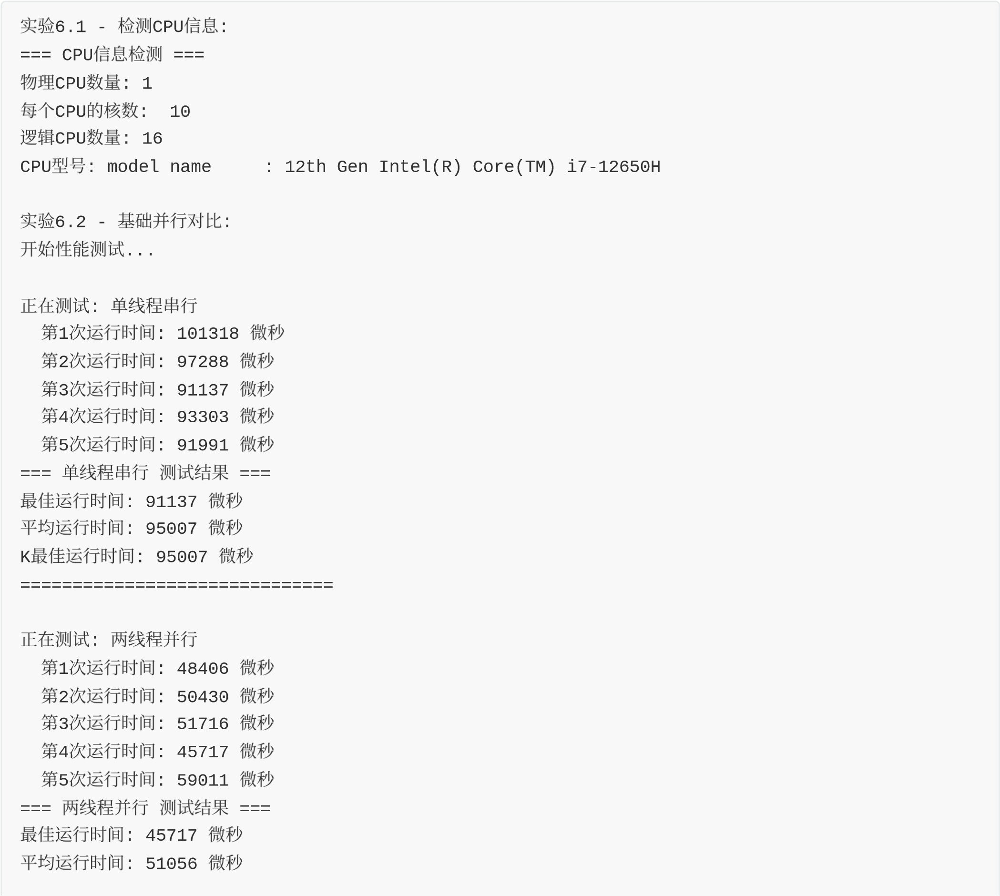 实验6.1 - 检测CPU信息:
=== CPU信息检测 ===
物理CPU数量: 1
每个CPU的核数:  10
逻辑CPU数量: 16
CPU型号: model name     : 12th Gen Intel(R) Core(TM) i7-12650H
实验6.2 - 基础并行对比:
开始性能测试...
正在测试: 单线程串行
  第1次运行时间: 101318 微秒
  第2次运行时间: 97288 微秒
  第3次运行时间: 91137 微秒
  第4次运行时间: 93303 微秒
  第5次运行时间: 91991 微秒
=== 单线程串行 测试结果 ===
最佳运行时间: 91137 微秒
平均运行时间: 95007 微秒
K最佳运行时间: 95007 微秒
==============================
正在测试: 两线程并行
  第1次运行时间: 48406 微秒
  第2次运行时间: 50430 微秒
  第3次运行时间: 51716 微秒
  第4次运行时间: 45717 微秒
  第5次运行时间: 59011 微秒
=== 两线程并行 测试结果 ===
最佳运行时间: 45717 微秒
平均运行时间: 51056 微秒